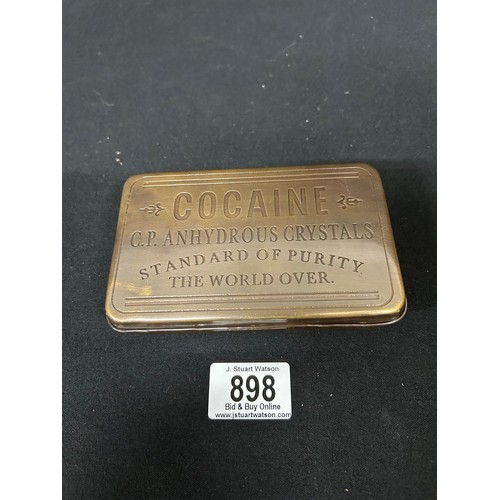 COCAINE
C.P. ANHYDROUS CRYSTALS
STANDARD OF PURITY
THE WORLD OVER.
J. Stuart Watson
898
Bid & Buy Online
www.jstuartwatson.com